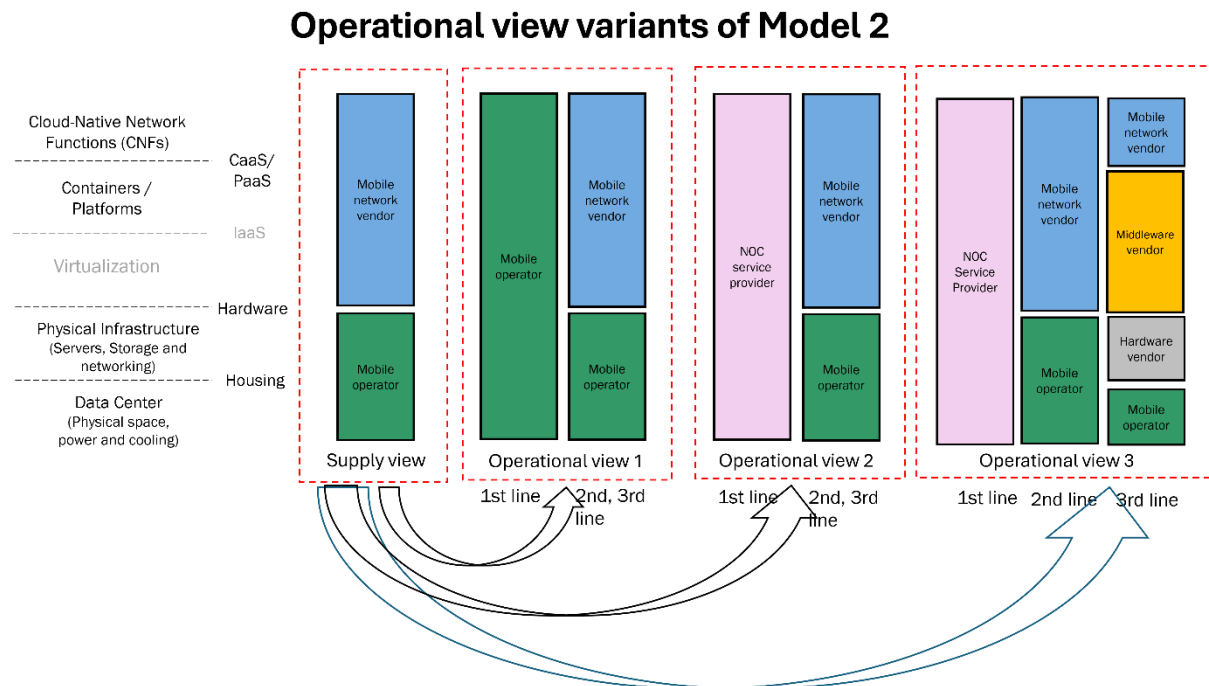 Operational view variants of Model 2
Cloud-Native Network
Functions (CNFs)
CaaS/
PaaS
Containers /
Platforms
IaaS
Virtualization
Hardware
Physical Infrastructure
(Servers, Storage and
networking)
Housing
Data Center
(Physical space,
power and cooling)
Mobile
network
vendor
Mobile
operator
Supply view
Mobile
operator
Mobile
network
vendor
Mobile
operator
Operational view 1
1st line
2nd, 3rd
line
NOC
service
provider
Mobile
network
vendor
Mobile
operator
Operational view 2
1st line
2nd, 3rd
line
NOC
Service
Provider
Mobile
network
vendor
Mobile
operator
Mobile
network
vendor
Middleware
vendor
Hardware
vendor
Mobile
operator
Operational view 3
1st line
2nd line
3rd line